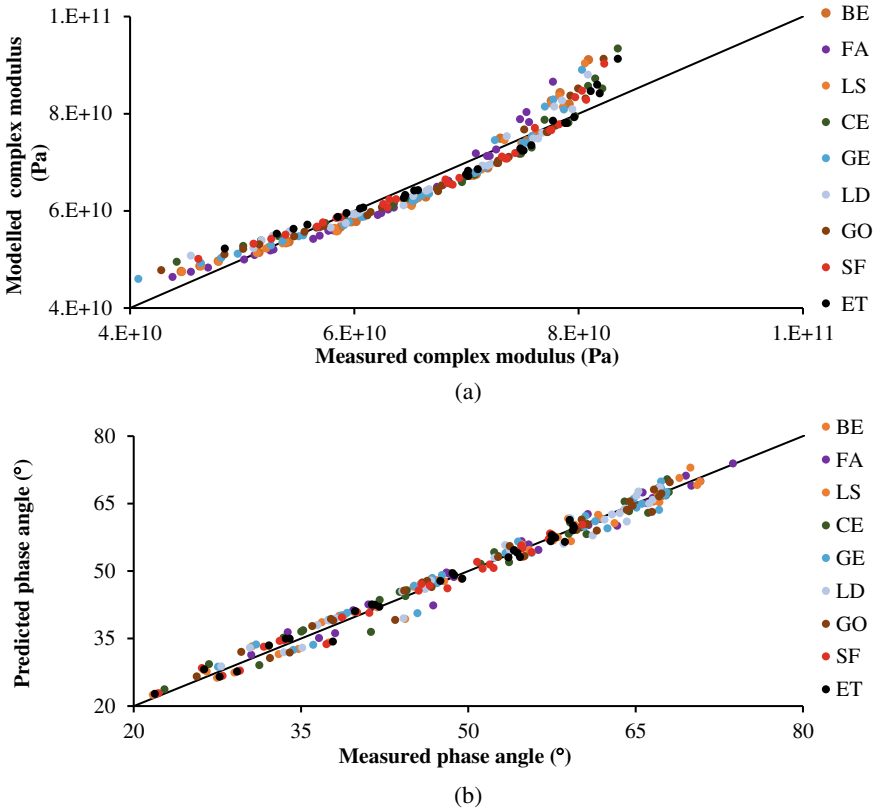 Modelled complex modulus
(Pa)
1.E+11
8.E+10
6.E+10
4.E+10
4.E+10
6.E+10
8.E+10
1.E+11
Measured complex modulus (Pa)
BE
FA
LS
CE
GE
LD
GO
SF
ET
(a)
Predicted phase angle (°)
80
65
50
35
20
20
35
50
65
80
Measured phase angle (°)
BE
FA
LS
CE
GE
LD
GO
SF
ET
(b)